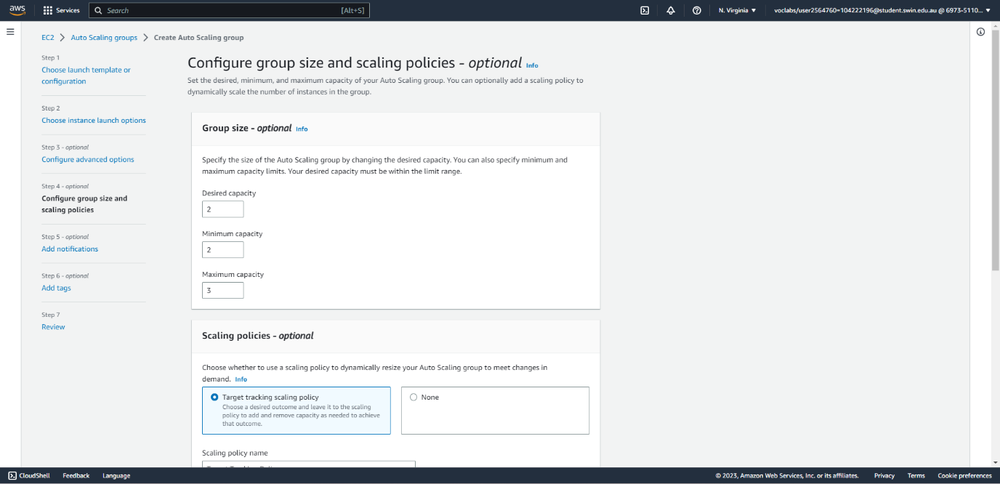 aws
Services
Search
[Alt+S]
N. Virginia
voclabs/user2564760=104222196@student.swin.edu.au @ 6973-5110...
EC2 > Auto Scaling groups > Create Auto Scaling group
Step 1
Choose launch template or
configuration
Step 2
Choose instance launch options
Step 3 - optional
Configure advanced options
Step 4 - optional
Configure group size and
scaling policies
Step 5 - optional
Add notifications
Step 6 - optional
Add tags
Step 7
Review
Configure group size and scaling policies - optional Info
Set the desired, minimum, and maximum capacity of your Auto Scaling group. You can optionally add a scaling policy to
dynamically scale the number of instances in the group.
Group size - optional Info
Specify the size of the Auto Scaling group by changing the desired capacity. You can also specify minimum and
maximum capacity limits. Your desired capacity must be within the limit range.
Desired capacity
2
Minimum capacity
2
Maximum capacity
3
Scaling policies - optional
Choose whether to use a scaling policy to dynamically resize your Auto Scaling group to meet changes in
demand. Info
Target tracking scaling policy
Choose a desired outcome and leave it to the scaling
policy to add and remove capacity as needed to achieve
that outcome.
None
Scaling policy name
CloudShell
Feedback
Language
© 2023, Amazon Web Services, Inc. or its affiliates.
Privacy
Terms
Cookie preferences